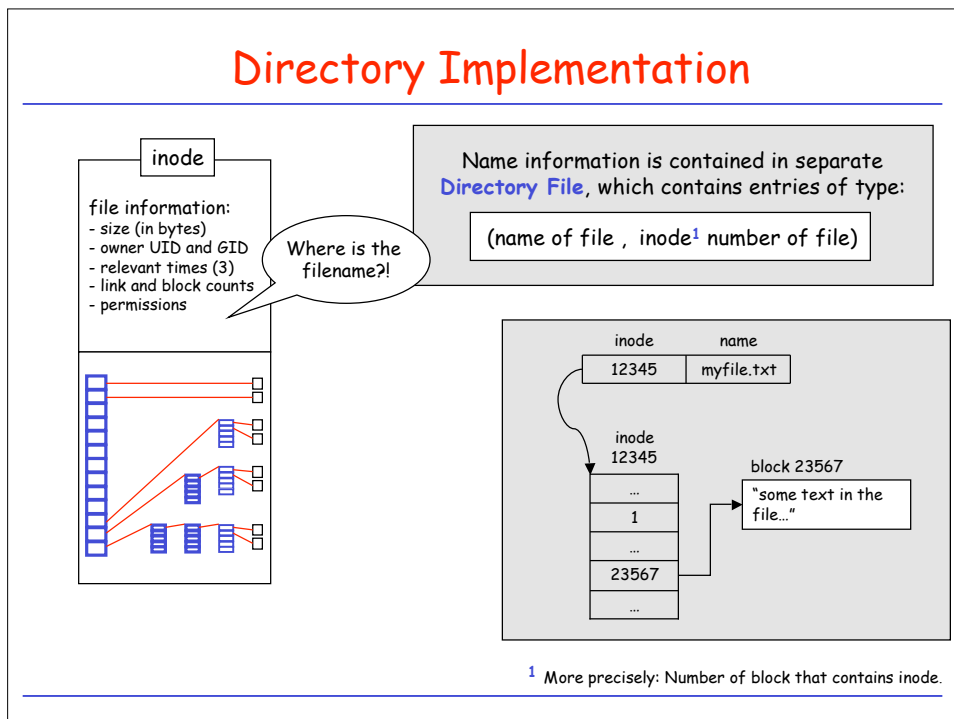 Directory Implementation
inode
file information:
- size (in bytes)
- owner UID and GID
- relevant times (3)
- link and block counts
- permissions
Where is the
filename?!
Name information is contained in separate
Directory File, which contains entries of type:
(name of file , inode¹ number of file)
inode name
12345 myfile.txt
inode
12345
…
1
…
23567
…
block 23567
“some text in the
file…”
¹ More precisely: Number of block that contains inode.